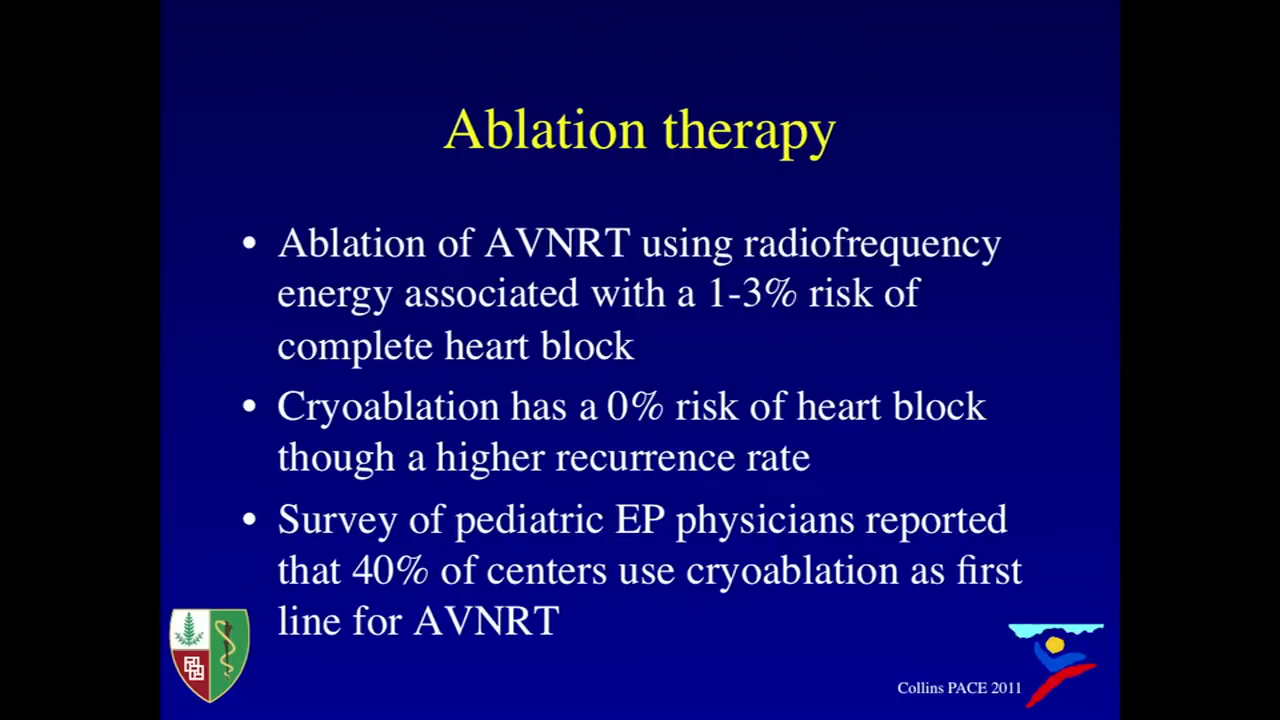 Ablation therapy
• Ablation of AVNRT using radiofrequency
energy associated with a 1-3% risk of
complete heart block
• Cryoablation has a 0% risk of heart block
though a higher recurrence rate
• Survey of pediatric EP physicians reported
that 40% of centers use cryoablation as first
line for AVNRT
Collins PACE 2011